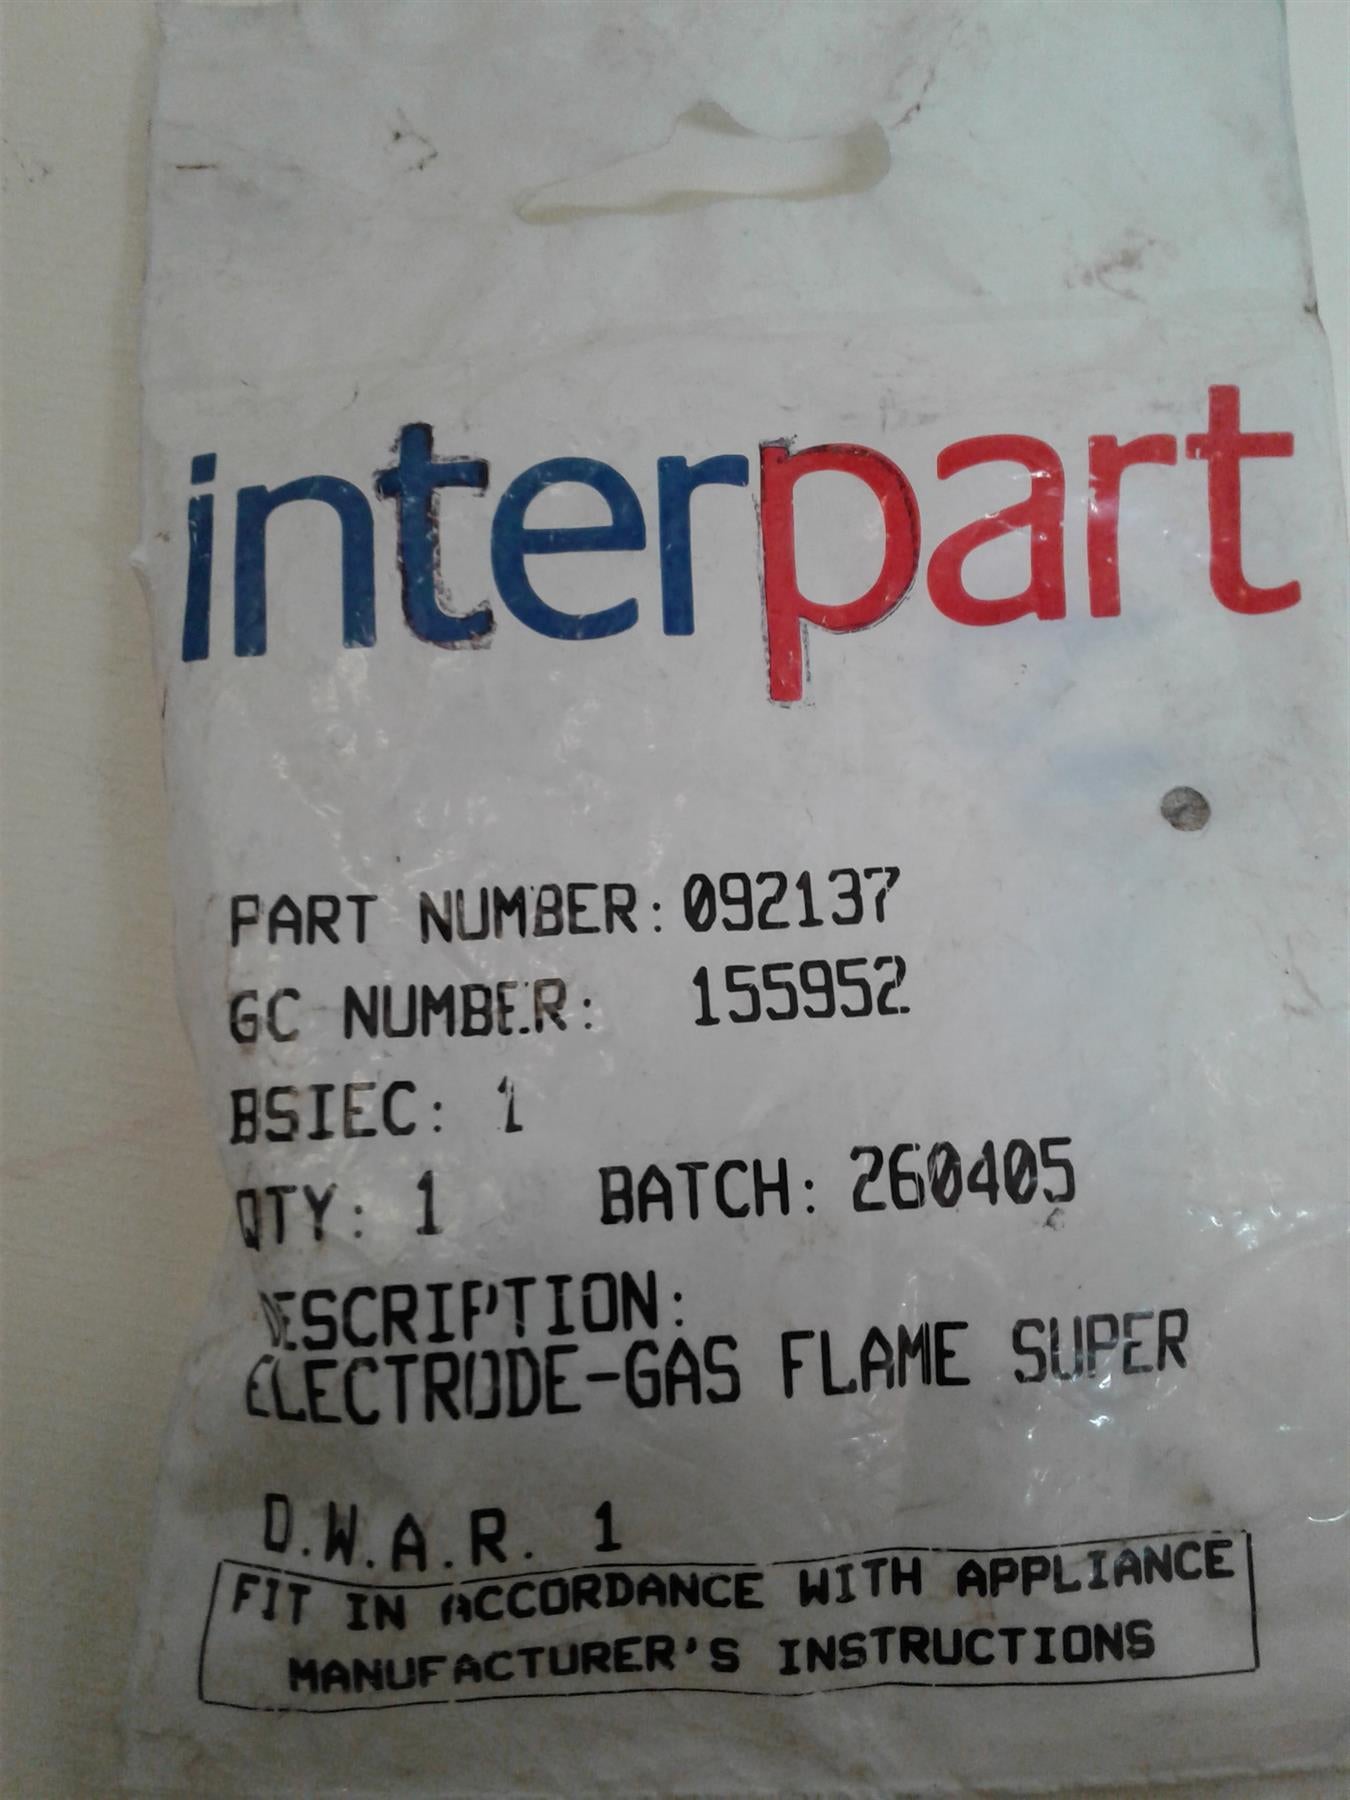 interpart
PART NUMBER: 092137
GC NUMBER: 155952
BSIEC: 1
QTY: 1 BATCH: 260405
DESCRIPTION:
ELECTRODE-GAS FLAME SUPER
D.W.A.R. 1
FIT IN ACCORDANCE WITH APPLIANCE
MANUFACTURER'S INSTRUCTIONS